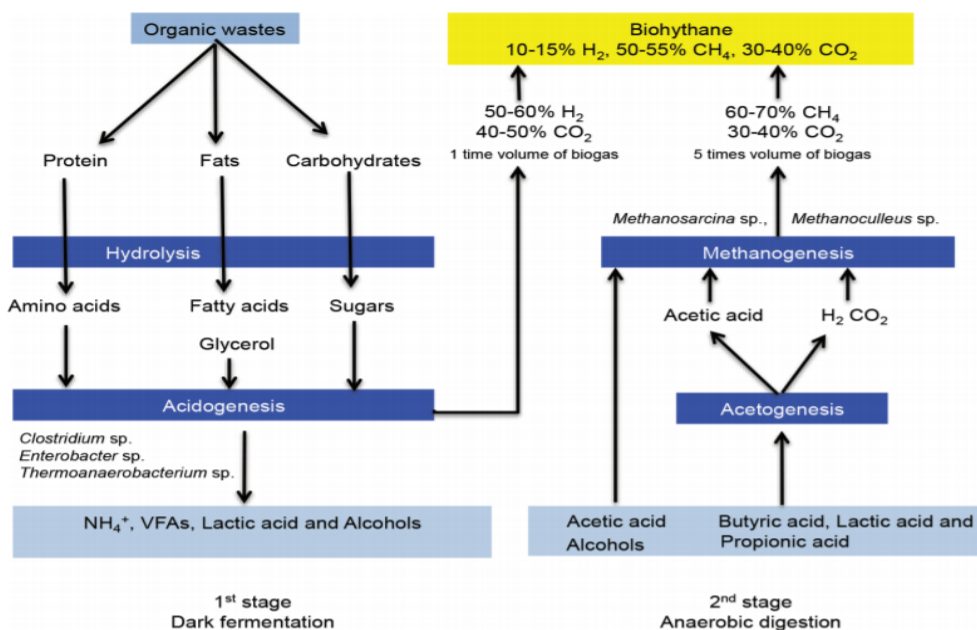 Organic wastes
Protein
Fats
Carbohydrates
Hydrolysis
Amino acids
Fatty acids
Sugars
Glycerol
Acidogenesis
Clostridium sp.
Enterobacter sp.
Thermoanaerobacterium sp.
NH₄⁺, VFAs, Lactic acid and Alcohols
1ˢᵗ stage
Dark fermentation
Biohythane
10-15% H₂, 50-55% CH₄, 30-40% CO₂
50-60% H₂
40-50% CO₂
1 time volume of biogas
60-70% CH₄
30-40% CO₂
5 times volume of biogas
Methanosarcina sp., Methanoculleus sp.
Methanogenesis
Acetic acid
H₂ CO₂
Acetogenesis
Acetic acid
Alcohols
Butyric acid, Lactic acid and
Propionic acid
2ⁿᵈ stage
Anaerobic digestion